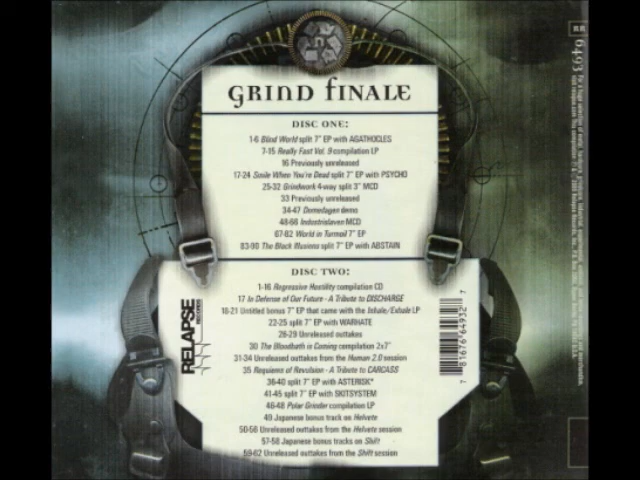 GRIND FINALE
DISC ONE:
1-6 Blind World split 7" EP with AGATHOCLES
7-15 Really Fast Vol. 9 compilation LP
16 Previously unreleased
17-24 Smile When You're Dead split 7" EP with PSYCHO
25-32 Grindwork 4-way split 3" MCD
33 Previously unreleased
34-47 Domedagen demo
48-66 Industrislaven MCD
67-82 World in Turmoil 7" EP
83-90 The Black Illusions split 7" EP with ABSTAIN
DISC TWO:
1-16 Regressive Hostility compilation CD
17 In Defense of Our Future - A Tribute to DISCHARGE
18-21 Untitled bonus 7" EP that came with the Inhale/Exhale LP
22-25 split 7" EP with WARHATE
26-29 Unreleased outtakes
30 The Bloodbath is Coming compilation 2x7"
31-34 Unreleased outtakes from the Human 2.0 session
35 Requiems of Revulsion - A Tribute to CARCASS
36-40 split 7" EP with ASTERISK*
41-45 split 7" EP with SKITSYSTEM
46-48 Polar Grinder compilation LP
49 Japanese bonus track on Helvete
50-56 Unreleased outtakes from the Helvete session
57-58 Japanese bonus tracks on Shift
59-62 Unreleased outtakes from the Shift session
RELAPSE
RECORDS
7 81676 64932 7
RR
6493